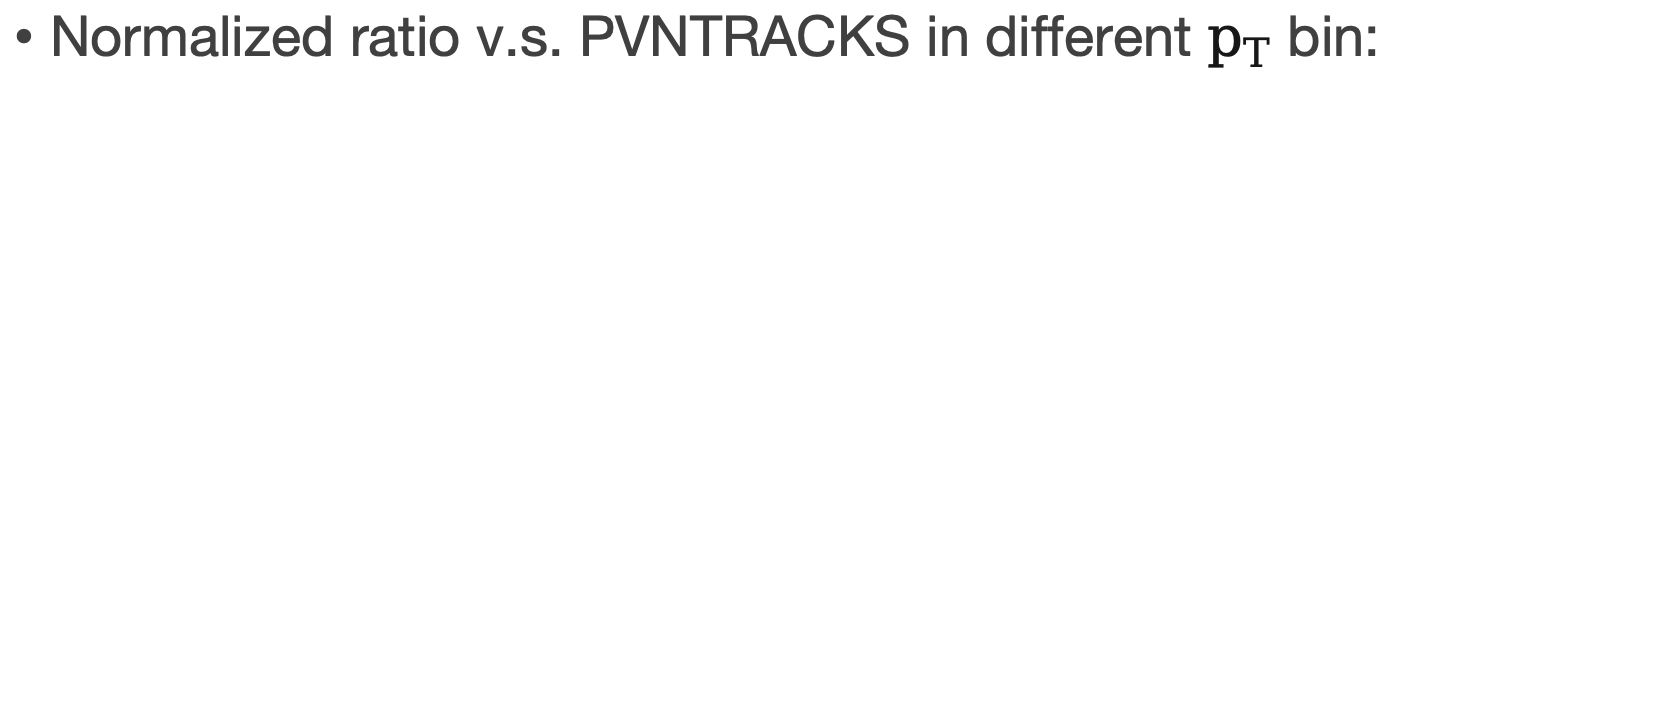 • Normalized ratio v.s. PVNTRACKS in different pT bin: